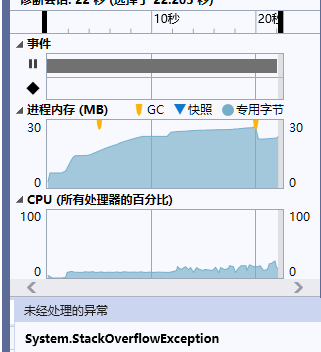 诊断会话: 22 秒 (选择了 22.203 秒)
10秒 20秒
事件
进程内存 (MB) GC 快照 专用字节
30 30
0 0
CPU (所有处理器的百分比)
100 100
0 0
未经处理的异常
System.StackOverflowException